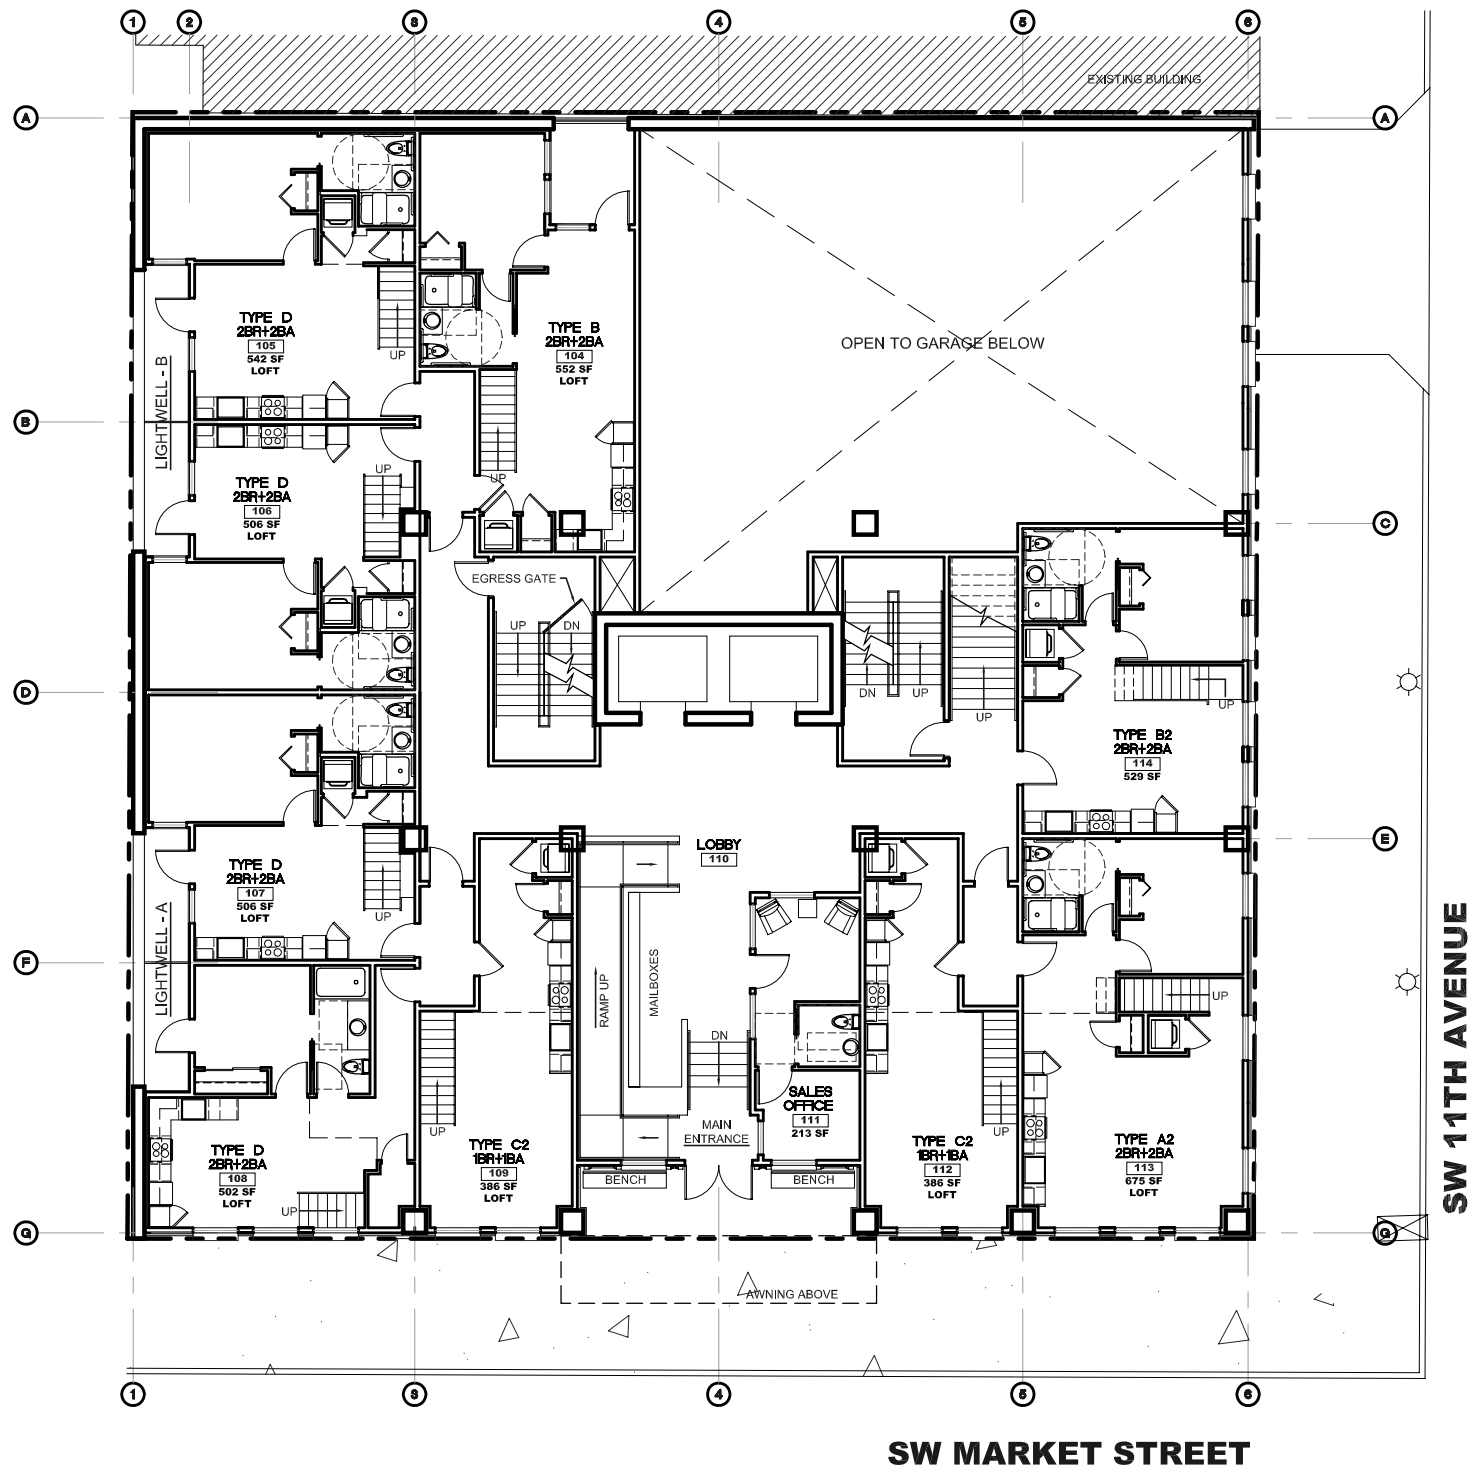 1 2 3 4 5 6
EXISTING BUILDING
A A
TYPE D
2BR+2BA
105
542 SF
LOFT
UP
TYPE B
2BR+2BA
104
552 SF
LOFT
OPEN TO GARAGE BELOW
LIGHTWELL - B
B
UP
UP
TYPE D
2BR+2BA
106
506 SF
LOFT
C
EGRESS GATE
UP DN
D
DN UP
UP
UP
TYPE B2
2BR+2BA
114
529 SF
E
LOBBY
110
TYPE D
2BR+2BA
107
506 SF
LOFT
UP
LIGHTWELL - A
F
RAMP UP
MAILBOXES
DN
UP
SALES
OFFICE
111
213 SF
MAIN
ENTRANCE
UP
UP
TYPE D
2BR+2BA
108
502 SF
LOFT
UP
TYPE C2
1BR+1BA
109
386 SF
LOFT
TYPE C2
1BR+1BA
112
386 SF
LOFT
TYPE A2
2BR+2BA
113
675 SF
LOFT
BENCH BENCH
G G
AWNING ABOVE
1 3 4 5 6
SW 11TH AVENUE
SW MARKET STREET